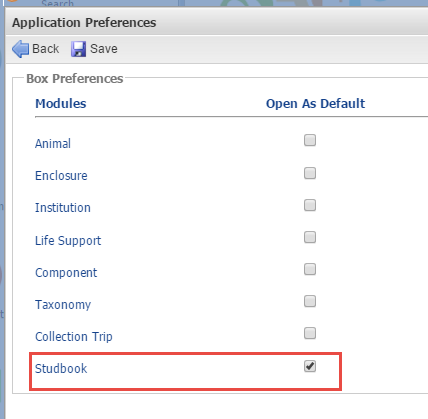 Search
Application Preferences
Back Save
Box Preferences
Modules Open As Default
Animal
Enclosure
Institution
Life Support
Component
Taxonomy
Collection Trip
Studbook